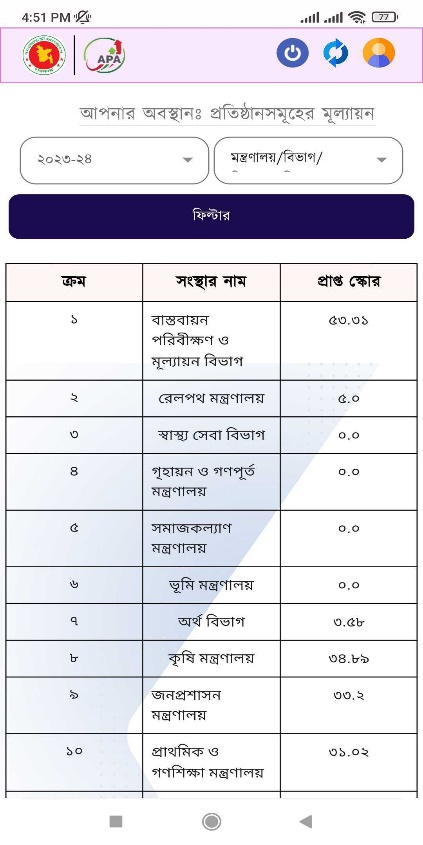 4:51 PM
77
APA
আপনার অবস্থানঃ প্রতিষ্ঠানসমূহের মূল্যায়ন
২০২৩-২৪
মন্ত্রণালয়/বিভাগ/
ফিল্টার
ক্রম সংস্থার নাম প্রাপ্ত স্কোর
১ বাস্তবায়ন ৫৩.৩১
পরিবীক্ষণ ও
মূল্যায়ন বিভাগ
২ রেলপথ মন্ত্রণালয় ৫.০
৩ স্বাস্থ্য সেবা বিভাগ ০.০
৪ গৃহায়ন ও গণপূর্ত ০.০
মন্ত্রণালয়
৫ সমাজকল্যাণ ০.০
মন্ত্রণালয়
৬ ভূমি মন্ত্রণালয় ০.০
৭ অর্থ বিভাগ ৩.৫৮
৮ কৃষি মন্ত্রণালয় ৩৪.৮৯
৯ জনপ্রশাসন ৩৩.২
মন্ত্রণালয়
১০ প্রাথমিক ও ৩১.০২
গণশিক্ষা মন্ত্রণালয়